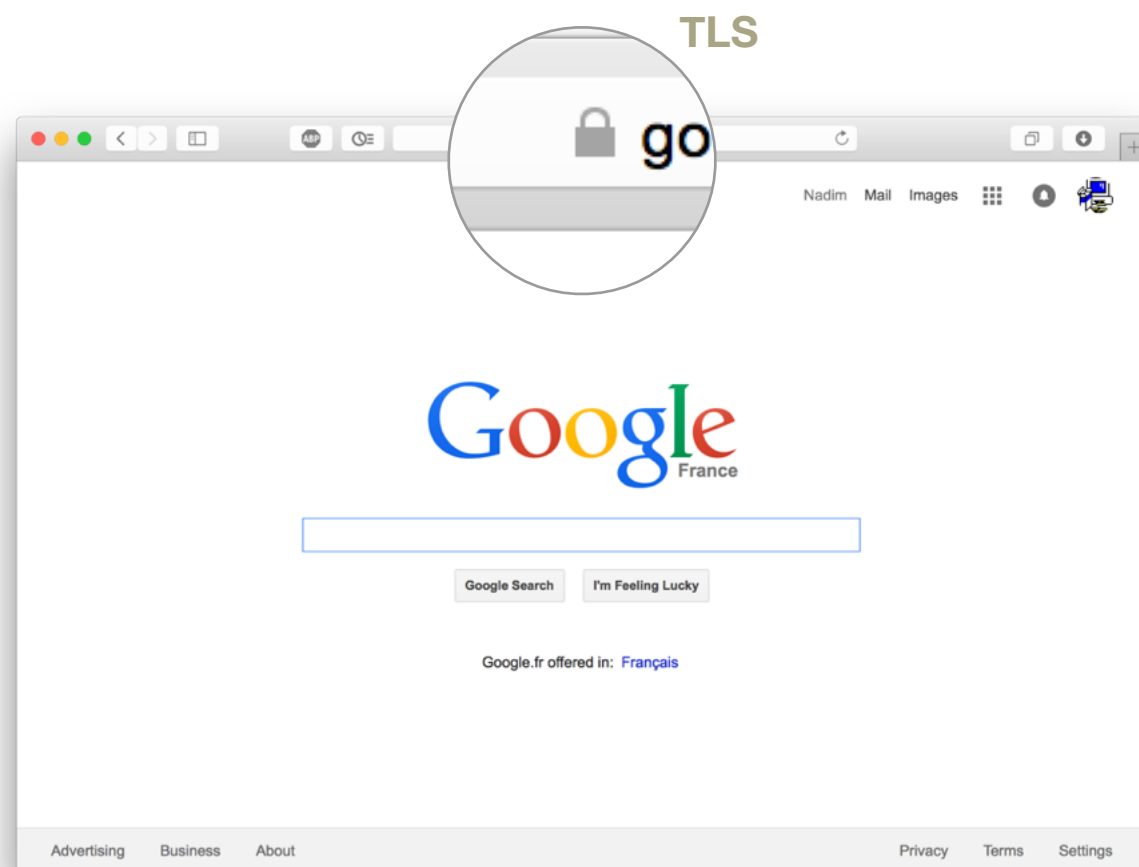 TLS
ABP
go
Nadim Mail Images
Google
France
Google Search I'm Feeling Lucky
Google.fr offered in: Français
Advertising Business About Privacy Terms Settings